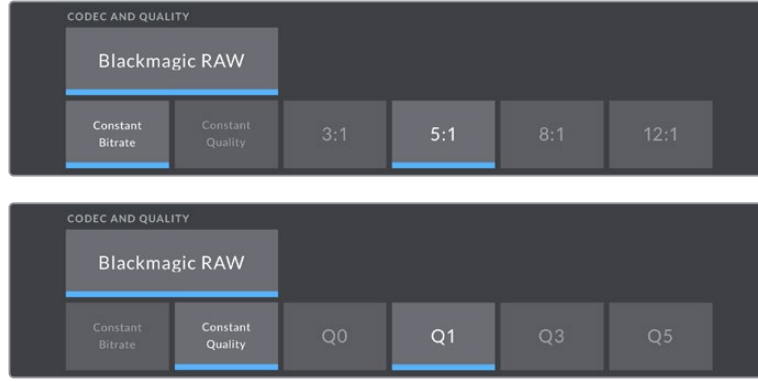 CODEC AND QUALITY
Blackmagic RAW
Constant Bitrate
Constant Quality
3:1
5:1
8:1
12:1
CODEC AND QUALITY
Blackmagic RAW
Constant Bitrate
Constant Quality
Q0
Q1
Q3
Q5